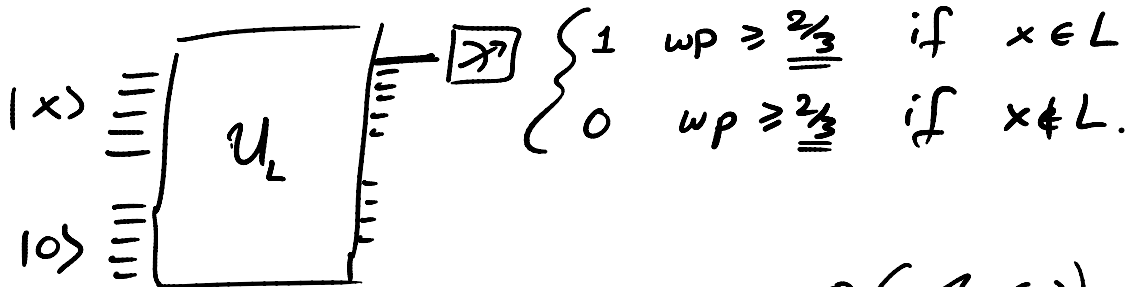 |x⟩ U_L { 1 wp ≥ 2/3 if x ∈ L
|0⟩ 0 wp ≥ 2/3 if x ∉ L.